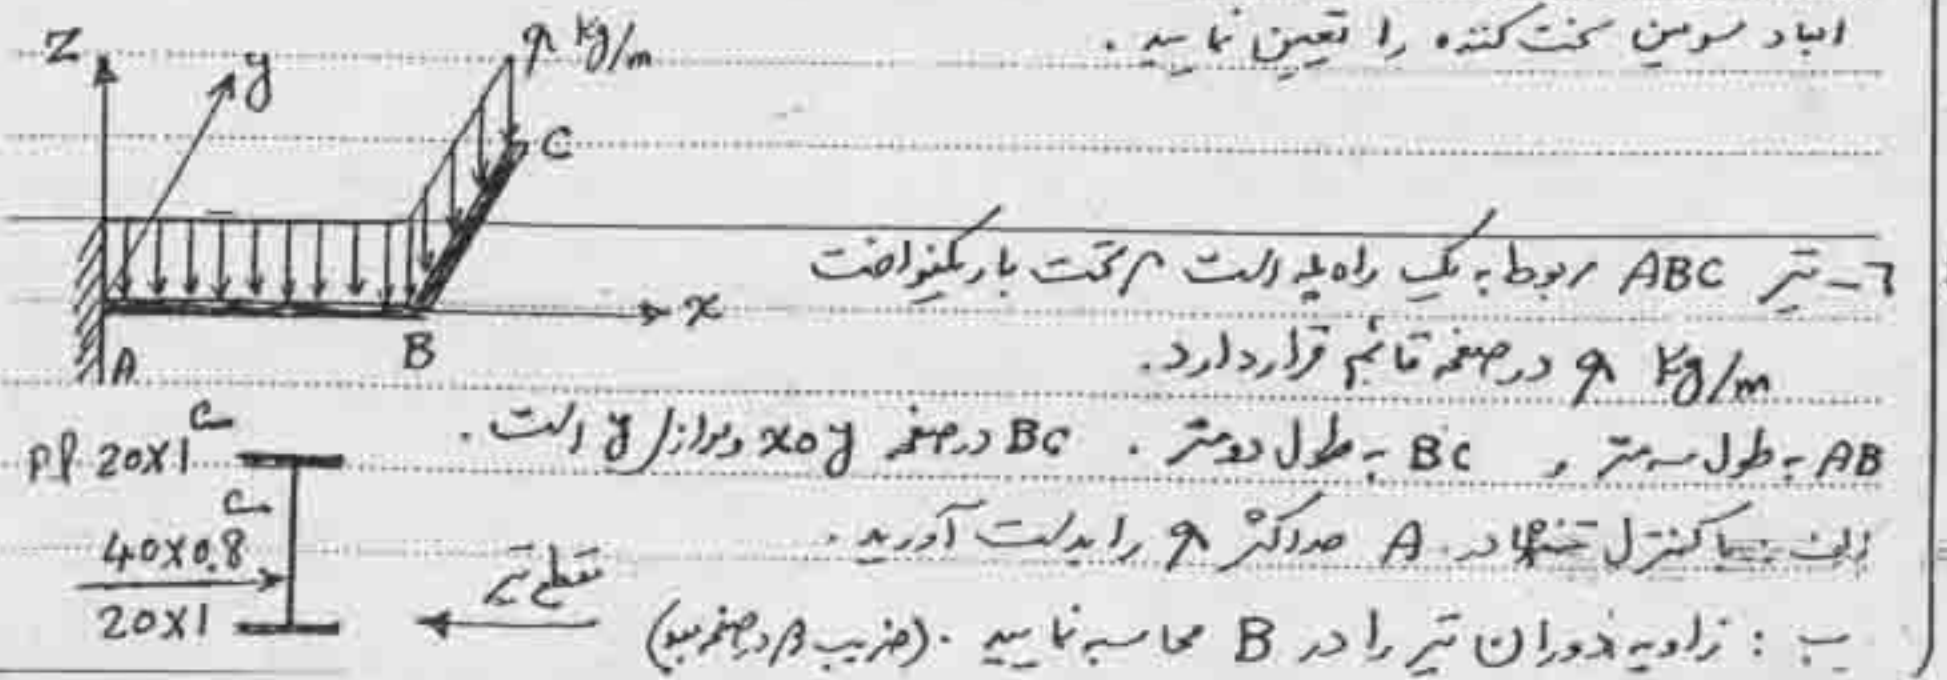 ابعاد سومین سخت کننده را تعیین نمایید.
Z
y
q kg/m
C
x
B
A
6- تیر ABC مربوط به یک راه پله است و تحت بار یکنواخت
q kg/m در صفحه قائم قرار دارد.
AB به طول سه متر و BC به طول دو متر. BC در صفحه xoy و موازی y است.
الف: با کنترل تنشها در A حداکثر q را بدست آورید.
ب: زاویه دوران تیر را در B محاسبه نمایید. (ضریب β در صفحه
pl 20x1
40x0.8
20x1
مقطع تیر